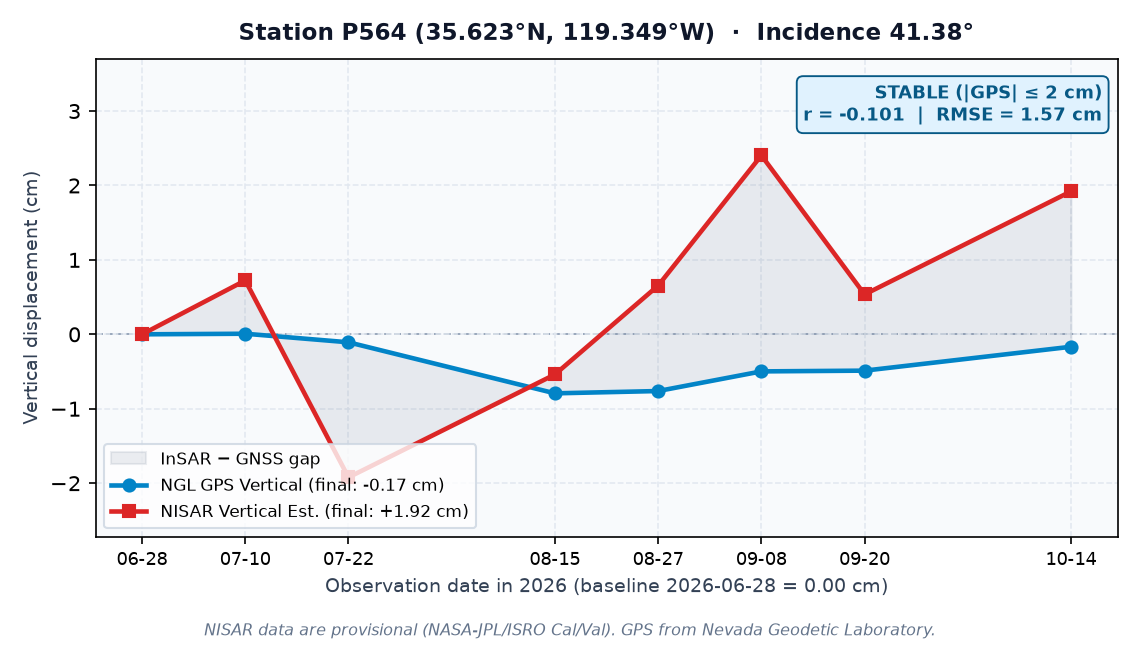 Station P564 (35.623°N, 119.349°W)  ·  Incidence 41.38°
STABLE (|GPS| ≤ 2 cm)
r = -0.101  |  RMSE = 1.57 cm
Vertical displacement (cm)
3
2
1
0
−1
−2
InSAR − GNSS gap
NGL GPS Vertical (final: -0.17 cm)
NISAR Vertical Est. (final: +1.92 cm)
06-28 07-10 07-22 08-15 08-27 09-08 09-20 10-14
Observation date in 2026 (baseline 2026-06-28 = 0.00 cm)
NISAR data are provisional (NASA-JPL/ISRO Cal/Val). GPS from Nevada Geodetic Laboratory.